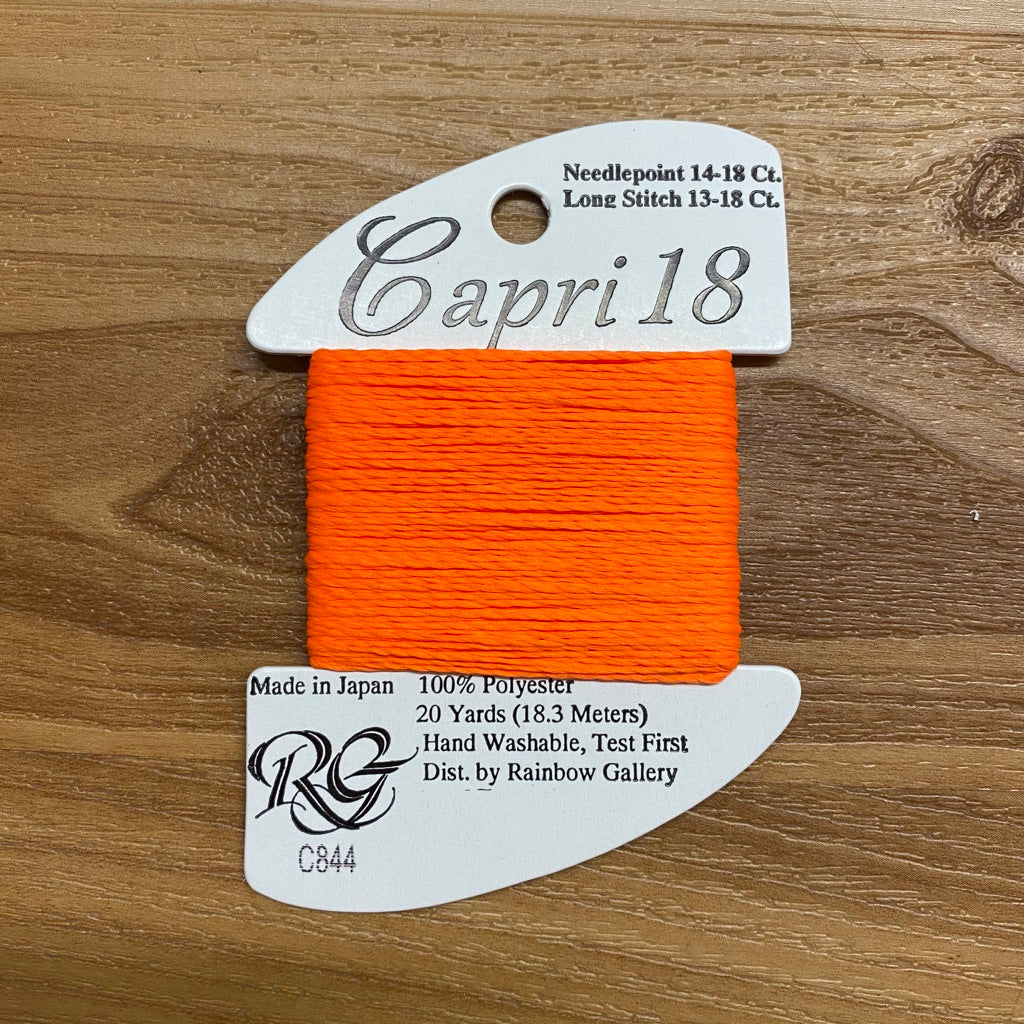 Needlepoint 14-18 Ct.
Long Stitch 13-18 Ct.
Capri 18
Made in Japan 100% Polyester
20 Yards (18.3 Meters)
Hand Washable, Test First
Dist. by Rainbow Gallery
RG
C844